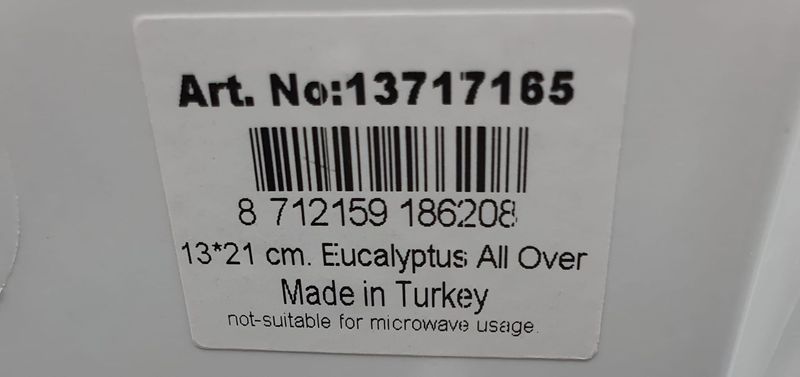 Art. No:13717165
8 712159 186208
13*21 cm. Eucalyptus All Over
Made in Turkey
not-suitable for microwave usage.